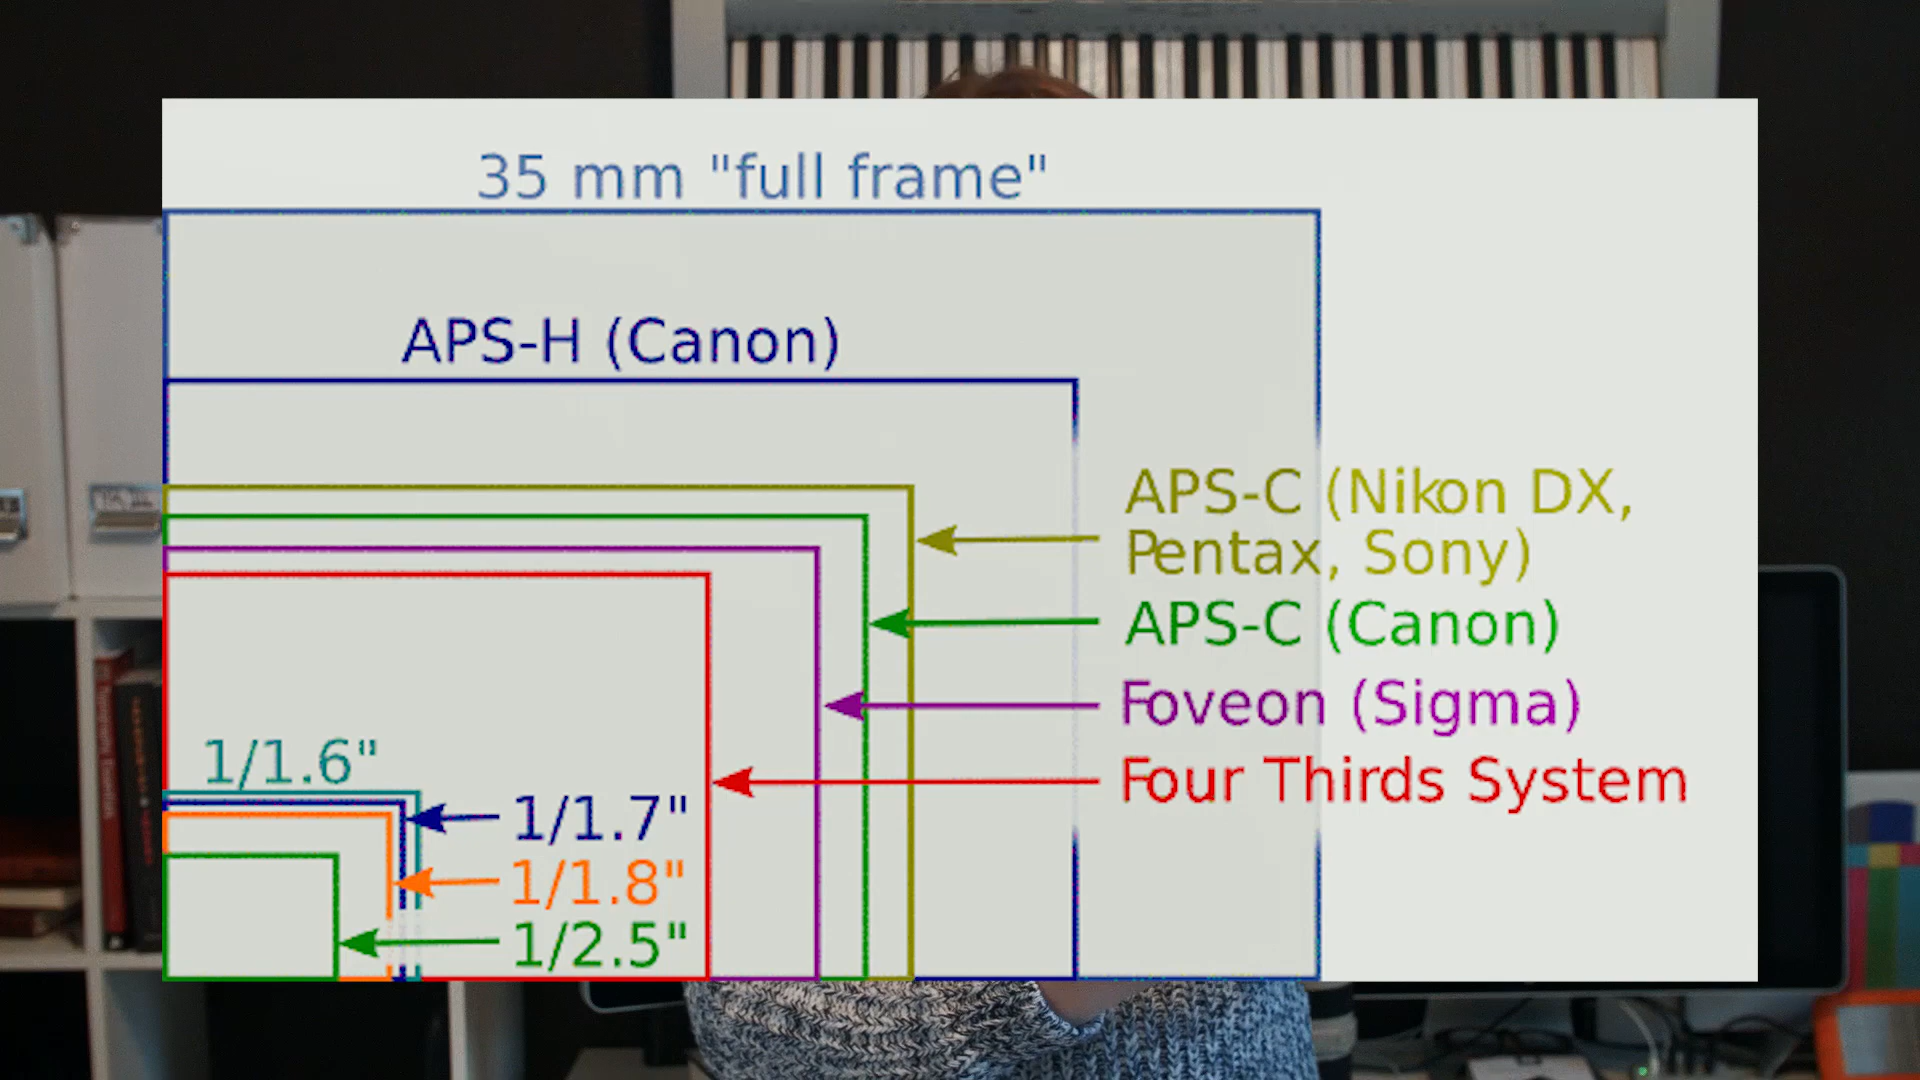 35 mm "full frame"
APS-H (Canon)
APS-C (Nikon DX,
Pentax, Sony)
APS-C (Canon)
Foveon (Sigma)
Four Thirds System
1/1.6"
1/1.7"
1/1.8"
1/2.5"